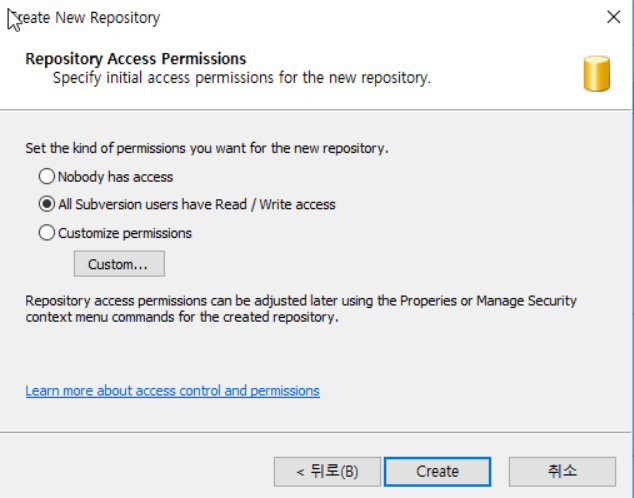 Create New Repository
Repository Access Permissions
Specify initial access permissions for the new repository.
Set the kind of permissions you want for the new repository.
Nobody has access
All Subversion users have Read / Write access
Customize permissions
Custom...
Repository access permissions can be adjusted later using the Properies or Manage Security
context menu commands for the created repository.
Learn more about access control and permissions
< 뒤로(B)
Create
취소